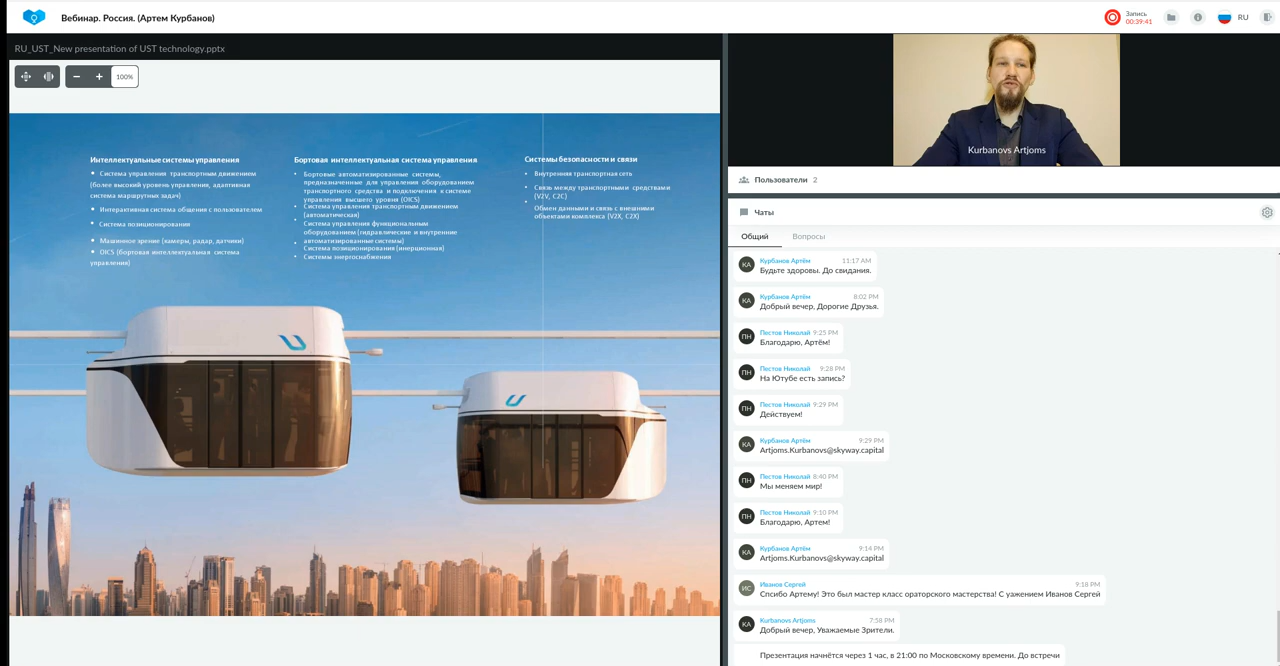 Вебинар. Россия. (Артем Курбанов)
Запись
00:39:41
RU
RU_UST_New presentation of UST technology.pptx
100%
Интеллектуальные системы управления
• Система управления транспортным движением
(более высокий уровень управления, адаптивная
система маршрутных задач)
• Интерактивная система общения с пользователем
• Система позиционирования
• Машинное зрение (камеры, радар, датчики)
• OICS (бортовая интеллектуальная система
управления)
Бортовая интеллектуальная система управления
• Бортовые автоматизированные системы,
предназначенные для управления оборудованием
транспортного средства и подключения к системе
управления высшего уровня (OICS)
• Система управления транспортным движением
(автоматическая)
• Система управления функциональным
оборудованием (гидравлические и внутренние
автоматизированные системы)
• Система позиционирования (инерционная)
• Системы энергоснабжения
Системы безопасности и связи
• Внутренняя транспортная сеть
• Связь между транспортными средствами
(V2V, C2C)
• Обмен данными и связь с внешними
объектами комплекса (V2X, C2X)
Kurbanovs Artjoms
Пользователи 2
Чаты
Общий
Вопросы
КА
Курбанов Артём 11:17 AM
Будьте здоровы. До свидания.
КА
Курбанов Артём 8:02 PM
Добрый вечер, Дорогие Друзья.
ПН
Пестов Николай 9:25 PM
Благодарю, Артём!
ПН
Пестов Николай 9:28 PM
На Ютубе есть запись?
ПН
Пестов Николай 9:29 PM
Действуем!
КА
Курбанов Артём 9:29 PM
Artjoms.Kurbanovs@skyway.capital
ПН
Пестов Николай 8:40 PM
Мы меняем мир!
ПН
Пестов Николай 9:10 PM
Благодарю, Артем!
КА
Курбанов Артём 9:14 PM
Artjoms.Kurbanovs@skyway.capital
ИС
Иванов Сергей 9:18 PM
Спсибо Артему! Это был мастер класс ораторского мастерства! С уажением Иванов Сергей
КА
Kurbanovs Artjoms 7:58 PM
Добрый вечер, Уважаемые Зрители.
Презентация начнётся через 1 час, в 21:00 по Московскому времени. До встречи